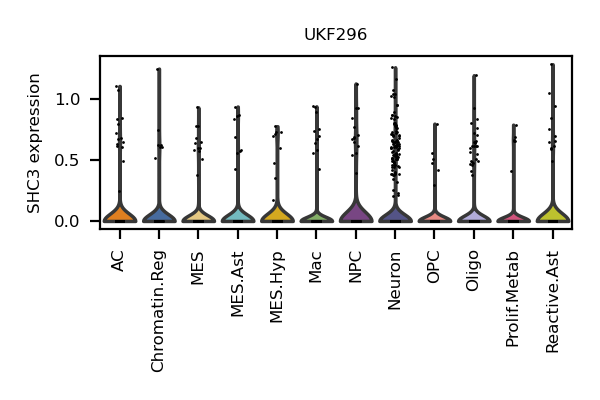 UKF296
SHC3 expression
1.0
0.5
0.0
AC
Chromatin.Reg
MES
MES.Ast
MES.Hyp
Mac
NPC
Neuron
OPC
Oligo
Prolif.Metab
Reactive.Ast